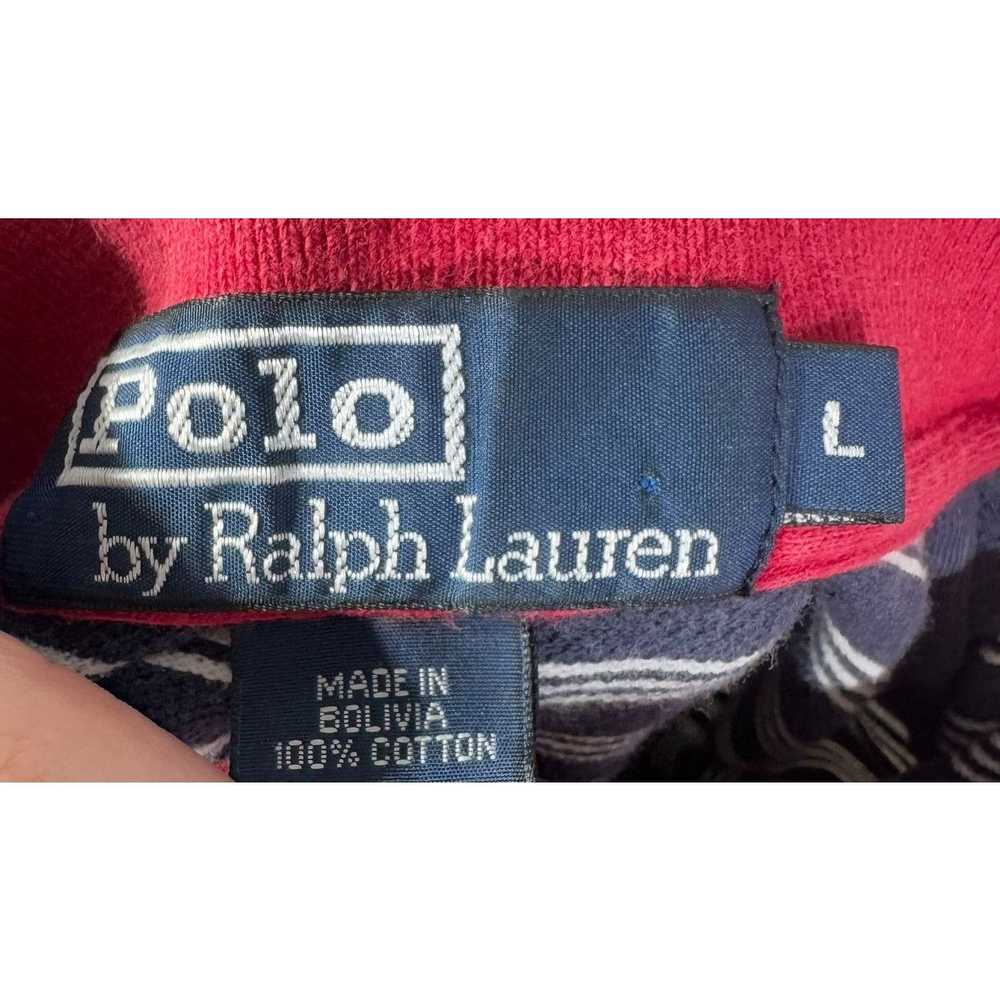 Polo
by Ralph Lauren
L
MADE IN
BOLIVIA
100% COTTON